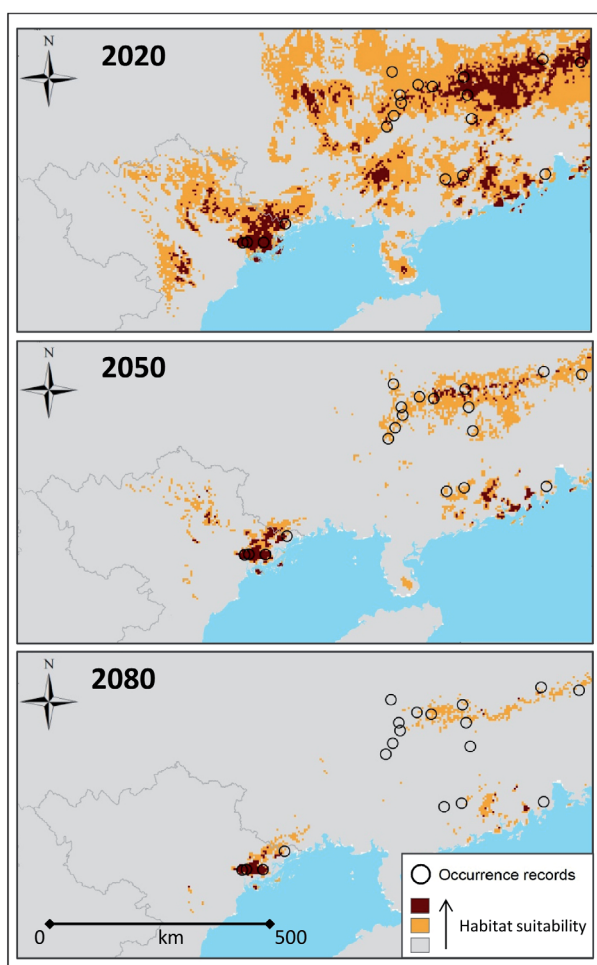 N
2020
N
2050
N
2080
Occurrence records
Habitat suitability
0 km 500